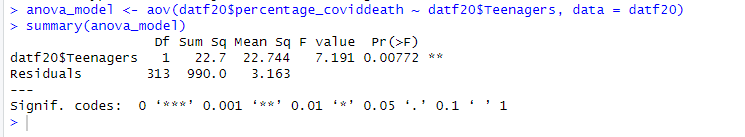 > anova_model <- aov(datf20$percentage_coviddeath ~ datf20$Teenagers, data = datf20)
> summary(anova_model)
                  Df Sum Sq Mean Sq F value  Pr(>F)
datf20$Teenagers   1   22.7  22.744   7.191 0.00772 **
Residuals        313  990.0   3.163
---
Signif. codes:  0 ‘***’ 0.001 ‘**’ 0.01 ‘*’ 0.05 ‘.’ 0.1 ‘ ’ 1
>